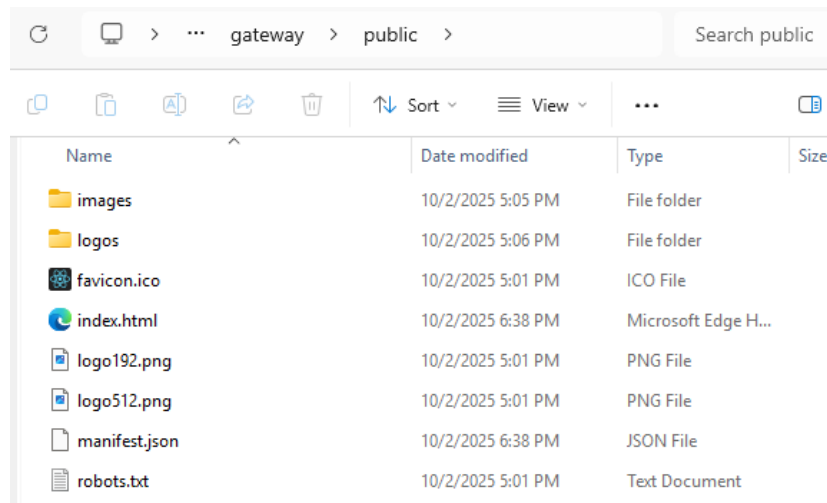 gateway > public >
Search public
Sort
View
Name Date modified Type Size
images 10/2/2025 5:05 PM File folder
logos 10/2/2025 5:06 PM File folder
favicon.ico 10/2/2025 5:01 PM ICO File
index.html 10/2/2025 6:38 PM Microsoft Edge H...
logo192.png 10/2/2025 5:01 PM PNG File
logo512.png 10/2/2025 5:01 PM PNG File
manifest.json 10/2/2025 6:38 PM JSON File
robots.txt 10/2/2025 5:01 PM Text Document